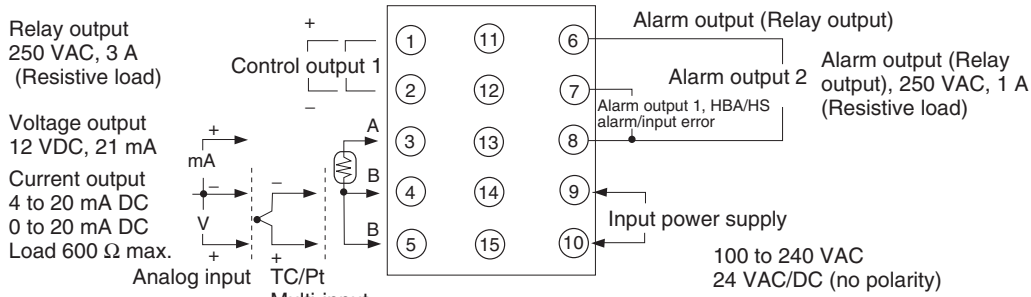 Relay output
250 VAC, 3 A
(Resistive load)
Voltage output
12 VDC, 21 mA
Current output
4 to 20 mA DC
0 to 20 mA DC
Load 600 Ω max.
+
Control output 1
−
+
mA
−
V
+
Analog input
−
+
TC/Pt
Multi-input
A
B
B
1
2
3
4
5
11
12
13
14
15
6
7
8
9
10
Alarm output (Relay output)
Alarm output 2
Alarm output 1, HBA/HS
alarm/input error
Alarm output (Relay
output), 250 VAC, 1 A
(Resistive load)
Input power supply
100 to 240 VAC
24 VAC/DC (no polarity)